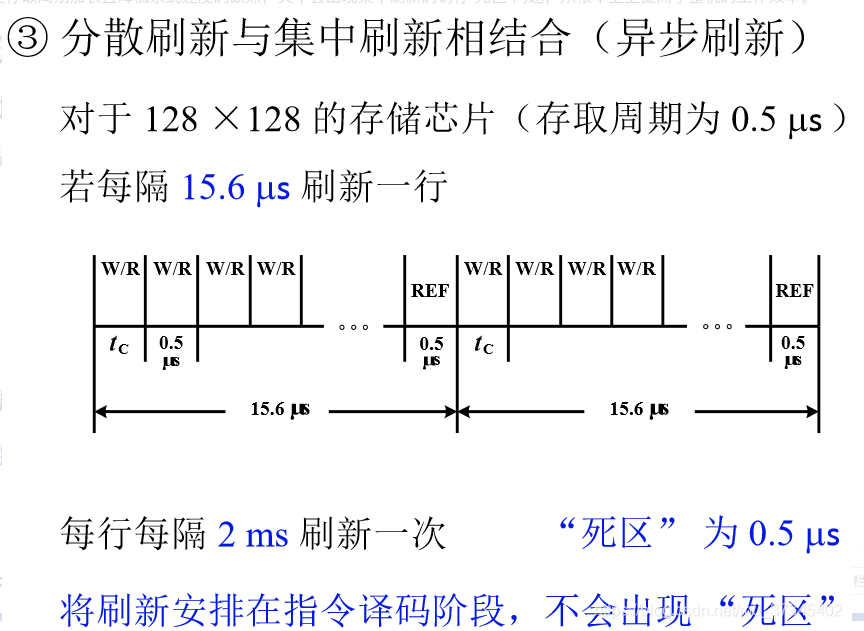 ③ 分散刷新与集中刷新相结合（异步刷新）
对于 128 ×128 的存储芯片（存取周期为 0.5 μs）
若每隔 15.6 μs 刷新一行
W/R W/R W/R W/R REF W/R W/R W/R W/R REF
tC 0.5 μs 0.5 μs tC 0.5 μs
15.6 μs 15.6 μs
每行每隔 2 ms 刷新一次 “死区” 为 0.5 μs
将刷新安排在指令译码阶段，不会出现 “死区”